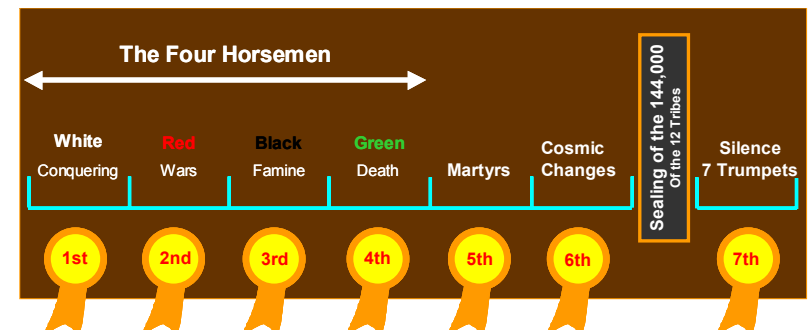 The Four Horsemen
White
Conquering
Red
Wars
Black
Famine
Green
Death
Martyrs
Cosmic
Changes
Sealing of the 144,000
Of the 12 Tribes
Silence
7 Trumpets
1st
2nd
3rd
4th
5th
6th
7th